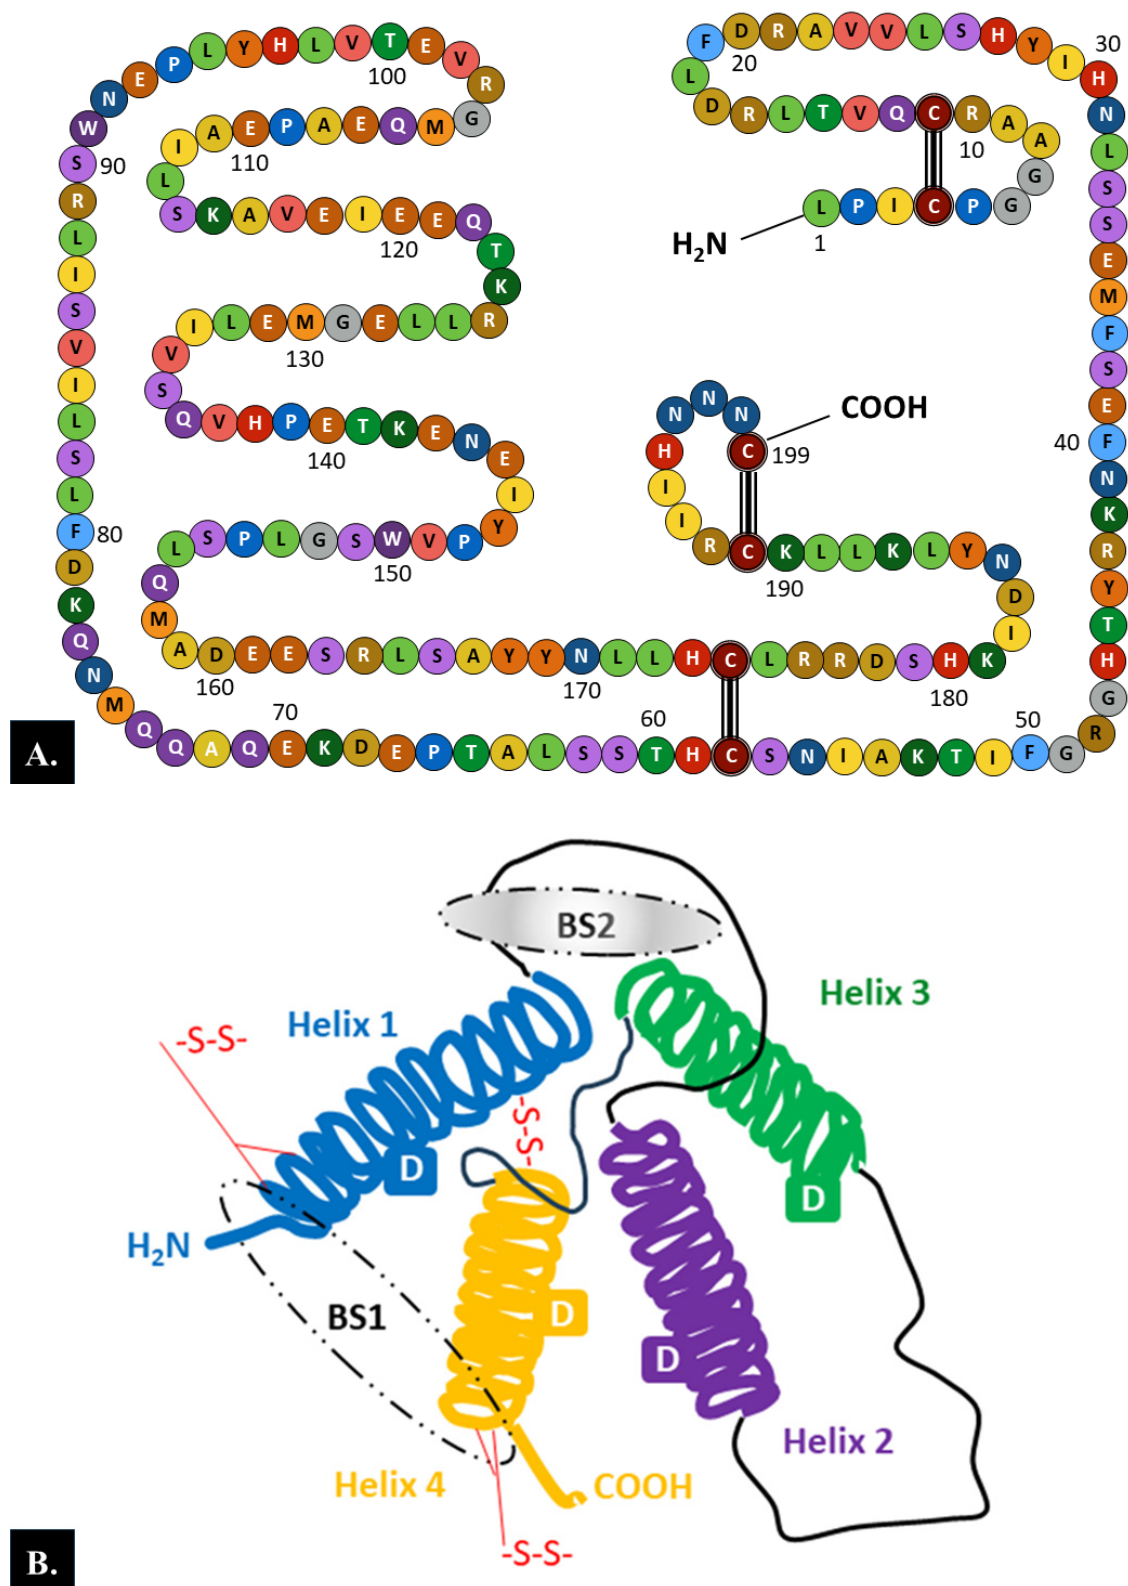 N E P L Y H L V T E V R
100
F D R A V V L S H Y I H
20
30
W
I A E P A E Q M G
110
L D R L T V Q C R A A
10
N
S
90
L
S K A V E I E E Q
120
L P I C P G G
1
H₂N
L
S
S
E
M
F
S
E
F
40
N
K
R
Y
T
H
G
R
R
L
I
S
V
I
L
S
L
F
80
D
K
Q
N
M
Q
T
K
V I L E M G E L L R
130
S
Q V H P E T K E N E
140
I
L S P L G S W V P Y
150
Q
M
H N N N
C
199
COOH
I
I
R C K L L K L Y N
190
D
I
A D E E S R L S A Y Y N L L H C L R R D S H K
160
170
180
70
60
50
Q A Q E K D E P T A L S S T H C S N I A K T I F G
A.
BS2
Helix 1
Helix 3
-S-S-
-S-S-
D
D
H₂N
BS1
D
D
Helix 2
Helix 4
COOH
-S-S-
B.